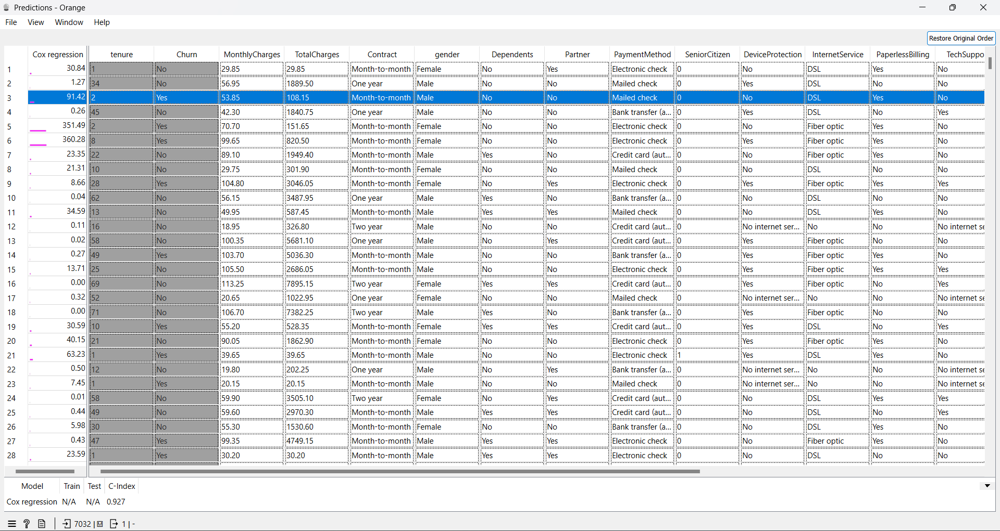 Predictions - Orange
File View Window Help
Restore Original Order
Cox regression tenure Churn MonthlyCharges TotalCharges Contract gender Dependents Partner PaymentMethod SeniorCitizen DeviceProtection InternetService PaperlessBilling TechSuppo
1 30.84 1 No 29.85 29.85 Month-to-month Female No Yes Electronic check 0 No DSL Yes No
2 1.27 34 No 56.95 1889.50 One year Male No No Mailed check 0 Yes DSL No No
3 91.42 2 Yes 53.85 108.15 Month-to-month Male No No Mailed check 0 No DSL Yes No
4 0.26 45 No 42.30 1840.75 One year Male No No Bank transfer (a... 0 Yes DSL No Yes
5 351.49 2 Yes 70.70 151.65 Month-to-month Female No No Electronic check 0 No Fiber optic Yes No
6 360.28 8 Yes 99.65 820.50 Month-to-month Female No No Electronic check 0 Yes Fiber optic Yes No
7 23.35 22 No 89.10 1949.40 Month-to-month Male Yes No Credit card (aut... 0 No Fiber optic Yes No
8 21.31 10 No 29.75 301.90 Month-to-month Female No No Mailed check 0 No DSL No No
9 8.66 28 Yes 104.80 3046.05 Month-to-month Female No Yes Electronic check 0 Yes Fiber optic Yes Yes
10 0.04 62 No 56.15 3487.95 One year Male Yes No Bank transfer (a... 0 No DSL No No
11 34.59 13 No 49.95 587.45 Month-to-month Male Yes Yes Mailed check 0 No DSL Yes No
12 0.11 16 No 18.95 326.80 Two year Male No No Credit card (aut... 0 No internet ser... No No No internet se
13 0.02 58 No 100.35 5681.10 One year Male No Yes Credit card (aut... 0 Yes Fiber optic No No
14 0.27 49 Yes 103.70 5036.30 Month-to-month Male No No Bank transfer (a... 0 Yes Fiber optic Yes No
15 13.71 25 No 105.50 2686.05 Month-to-month Male No No Electronic check 0 Yes Fiber optic Yes Yes
16 0.00 69 No 113.25 7895.15 Two year Female Yes Yes Credit card (aut... 0 Yes Fiber optic No Yes
17 0.32 52 No 20.65 1022.95 One year Female No No Mailed check 0 No internet ser... No No No internet se
18 0.00 71 No 106.70 7382.25 Two year Male Yes No Bank transfer (a... 0 Yes Fiber optic No No
19 30.59 10 Yes 55.20 528.35 Month-to-month Female Yes Yes Credit card (aut... 0 Yes DSL No Yes
20 40.15 21 No 90.05 1862.90 Month-to-month Female No No Electronic check 0 Yes Fiber optic Yes No
21 63.23 1 Yes 39.65 39.65 Month-to-month Male No No Electronic check 1 Yes DSL Yes No
22 0.50 12 No 19.80 202.25 One year Male No Yes Bank transfer (a... 0 No internet ser... No No No internet se
23 7.45 1 Yes 20.15 20.15 Month-to-month Male No No Mailed check 0 No internet ser... No No No internet se
24 0.01 58 No 59.90 3505.10 Two year Female No Yes Credit card (aut... 0 No DSL Yes Yes
25 0.44 49 No 59.60 2970.30 Month-to-month Male Yes Yes Credit card (aut... 0 No DSL No Yes
26 5.98 30 No 55.30 1530.60 Month-to-month Female No No Bank transfer (a... 0 No DSL Yes No
27 0.43 47 Yes 99.35 4749.15 Month-to-month Male Yes Yes Electronic check 0 No Fiber optic Yes No
28 23.59 1 Yes 30.20 30.20 Month-to-month Male Yes Yes Electronic check 0 No DSL No No
Model Train Test C-Index
Cox regression N/A N/A 0.927
7032 | M 1 | -